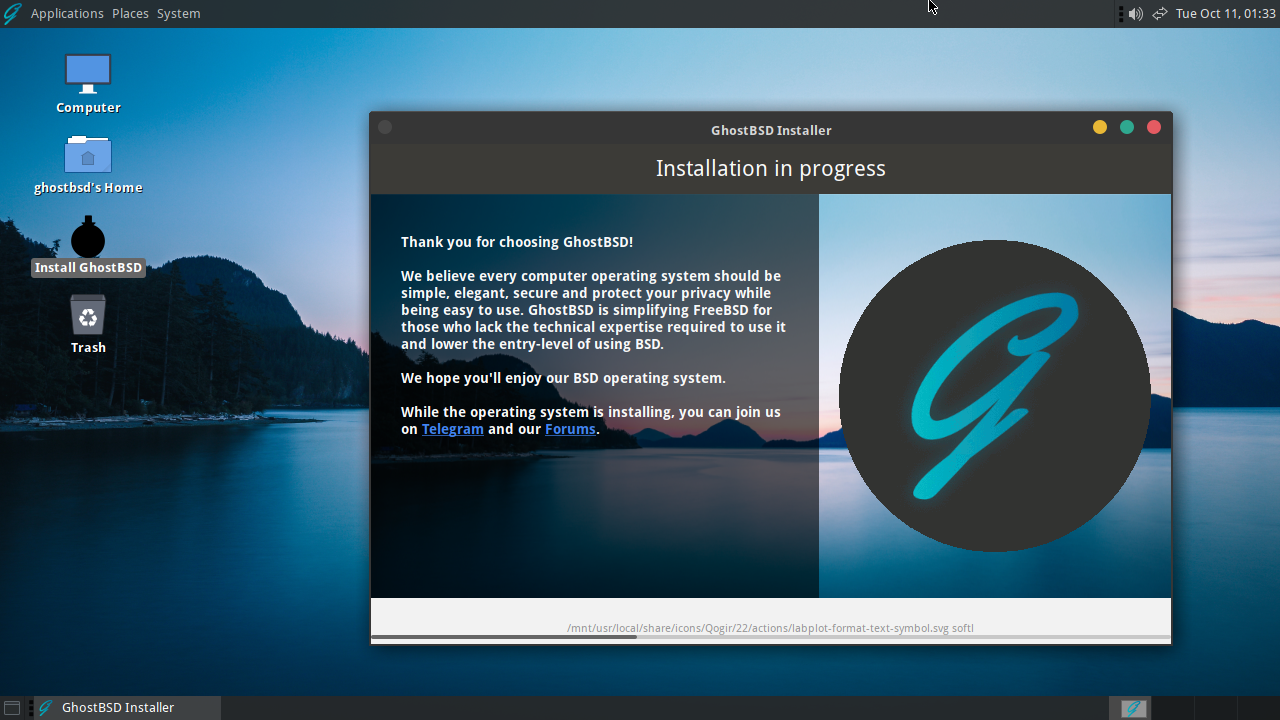 Applications Places System
Tue Oct 11, 01:33
Computer
ghostbsd's Home
Install GhostBSD
Trash
GhostBSD Installer
Installation in progress
Thank you for choosing GhostBSD!
We believe every computer operating system should be
simple, elegant, secure and protect your privacy while
being easy to use. GhostBSD is simplifying FreeBSD for
those who lack the technical expertise required to use it
and lower the entry-level of using BSD.
We hope you'll enjoy our BSD operating system.
While the operating system is installing, you can join us
on Telegram and our Forums.
/mnt/usr/local/share/icons/Qogir/22/actions/labplot-format-text-symbol.svg softl
GhostBSD Installer